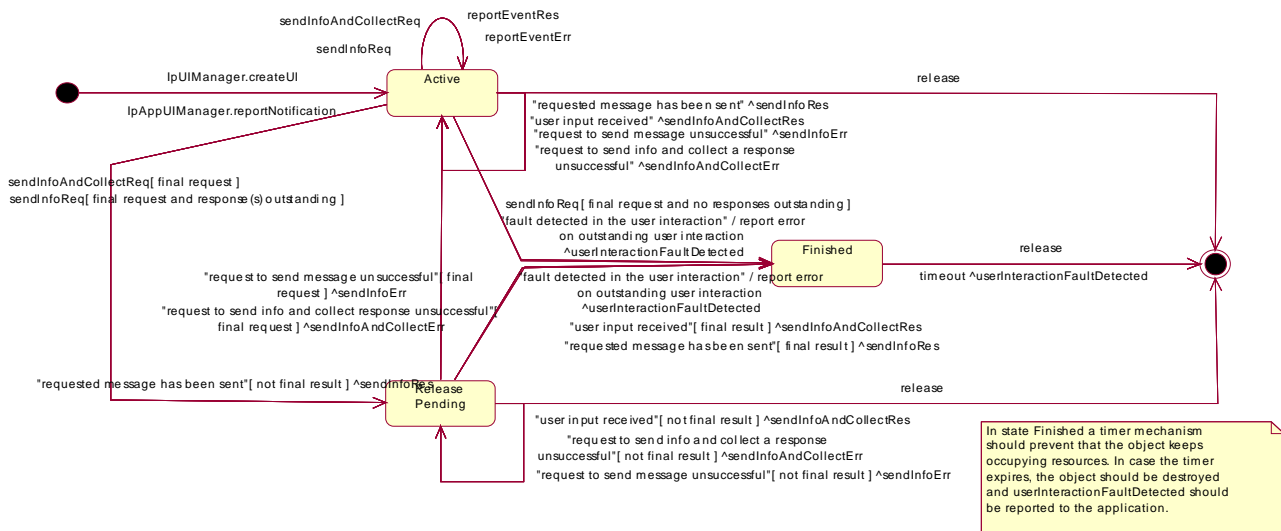 sendInfoAndCollectReq
reportEventRes
sendInfoReq
reportEventErr
IpUIManager.createUI
Active
release
IpAppUIManager.reportNotification
"requested message has been sent" ^sendInfoRes
"user input received" ^sendInfoAndCollectRes
"request to send message unsuccessful" ^sendInfoErr
"request to send info and collect a response
unsuccessful" ^sendInfoAndCollectErr
sendInfoAndCollectReq[ final request ]
sendInfoReq[ final request and response(s) outstanding ]
sendInfoReq[ final request and no responses outstanding ]
"fault detected in the user interaction" / report error
on outstanding user interaction
^userInteractionFaultDetected
Finished
release
timeout ^userInteractionFaultDetected
"request to send message unsuccessful"[ final
request ] ^sendInfoErr
"request to send info and collect response unsuccessful"[
final request ] ^sendInfoAndCollectErr
"fault detected in the user interaction" / report error
on outstanding user interaction
^userInteractionFaultDetected
"user input received"[ final result ] ^sendInfoAndCollectRes
"requested message has been sent"[ final result ] ^sendInfoRes
"requested message has been sent"[ not final result ] ^sendInfoRes
Release
Pending
release
"user input received"[ not final result ] ^sendInfoAndCollectRes
"request to send info and collect a response
unsuccessful"[ not final result ] ^sendInfoAndCollectErr
"request to send message unsuccessful"[ not final result ] ^sendInfoErr
In state Finished a timer mechanism
should prevent that the object keeps
occupying resources. In case the timer
expires, the object should be destroyed
and userInteractionFaultDetected should
be reported to the application.